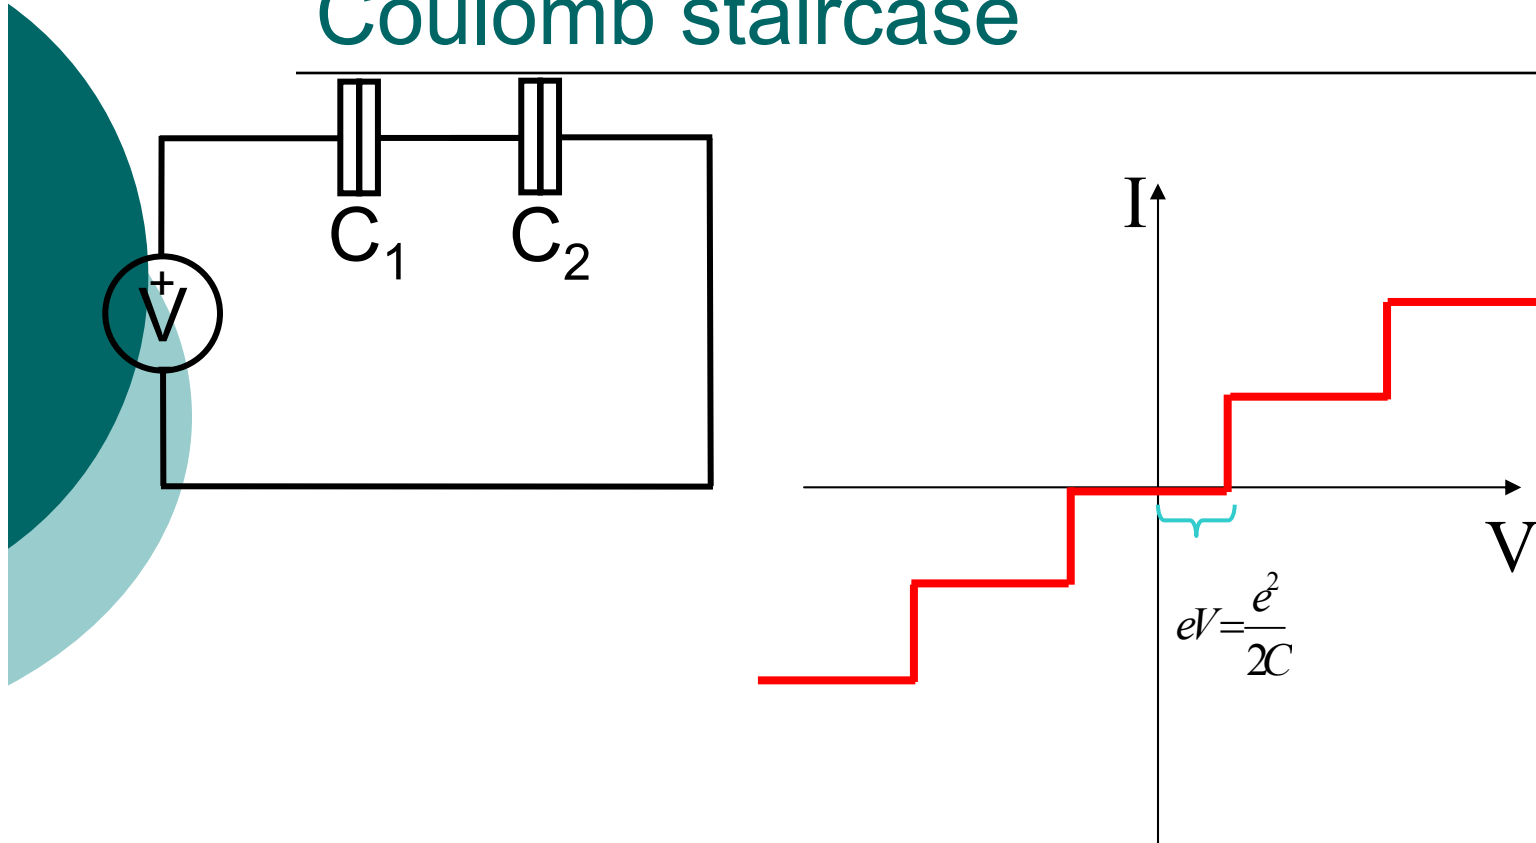 Coulomb staircase
C₁
C₂
+
V
I
V
eV=e²/2C